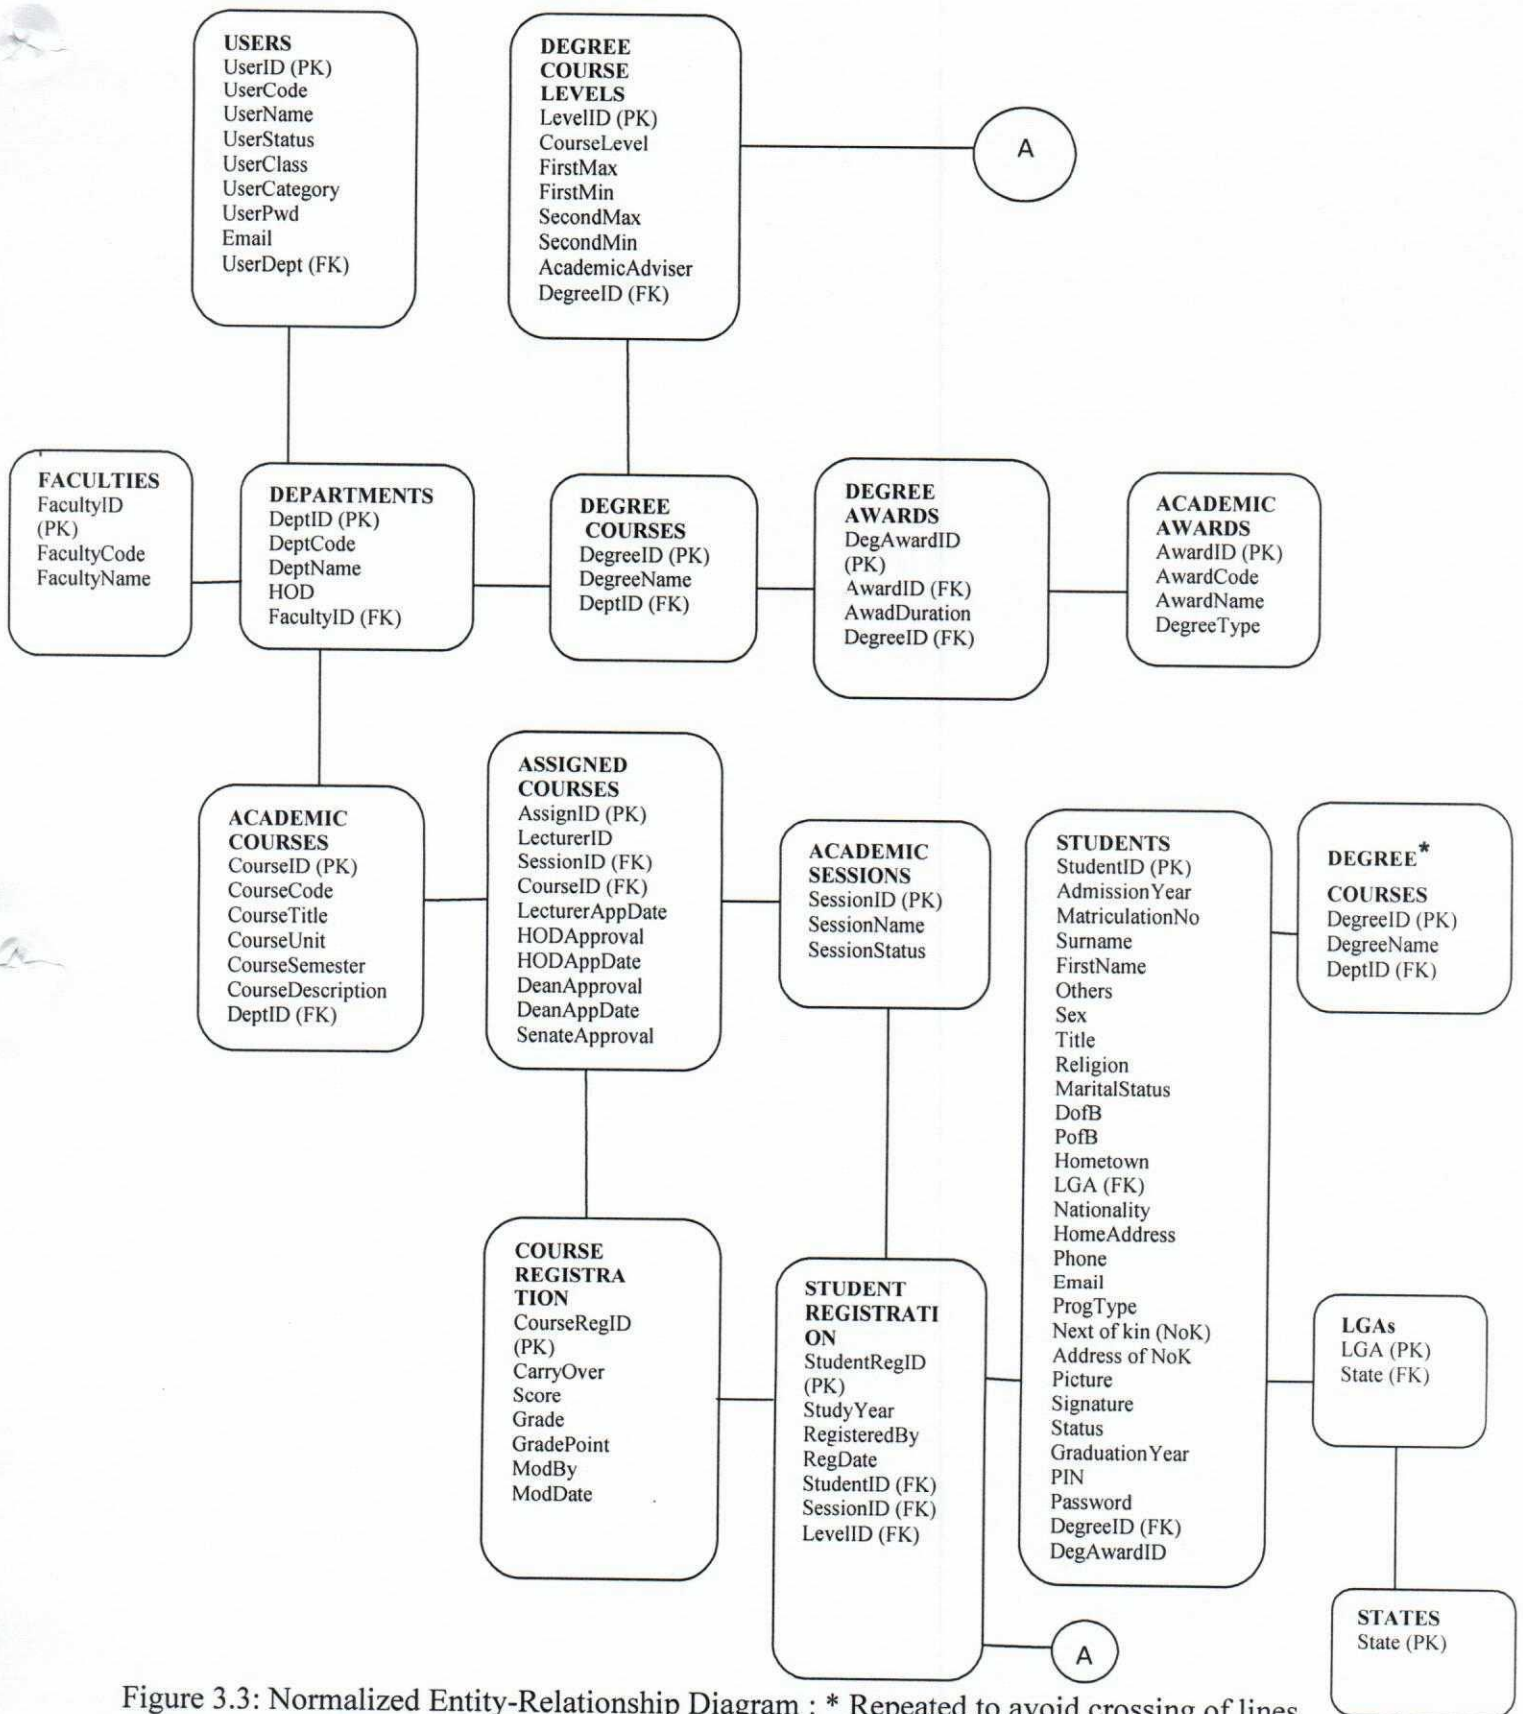 USERS
UserID (PK)
UserCode
UserName
UserStatus
UserClass
UserCategory
UserPwd
Email
UserDept (FK)
DEGREE
COURSE
LEVELS
LevelID (PK)
CourseLevel
FirstMax
FirstMin
SecondMax
SecondMin
AcademicAdviser
DegreeID (FK)
A
FACULTIES
FacultyID
(PK)
FacultyCode
FacultyName
DEPARTMENTS
DeptID (PK)
DeptCode
DeptName
HOD
FacultyID (FK)
DEGREE
COURSES
DegreeID (PK)
DegreeName
DeptID (FK)
DEGREE
AWARDS
DegAwardID
(PK)
AwardID (FK)
AwadDuration
DegreeID (FK)
ACADEMIC
AWARDS
AwardID (PK)
AwardCode
AwardName
DegreeType
ACADEMIC
COURSES
CourseID (PK)
CourseCode
CourseTitle
CourseUnit
CourseSemester
CourseDescription
DeptID (FK)
ASSIGNED
COURSES
AssignID (PK)
LecturerID
SessionID (FK)
CourseID (FK)
LecturerAppDate
HODApproval
HODAppDate
DeanApproval
DeanAppDate
SenateApproval
ACADEMIC
SESSIONS
SessionID (PK)
SessionName
SessionStatus
STUDENTS
StudentID (PK)
AdmissionYear
MatriculationNo
Surname
FirstName
Others
Sex
Title
Religion
MaritalStatus
DofB
PofB
Hometown
LGA (FK)
Nationality
HomeAddress
Phone
Email
ProgType
Next of kin (NoK)
Address of NoK
Picture
Signature
Status
GraduationYear
PIN
Password
DegreeID (FK)
DegAwardID
DEGREE*
COURSES
DegreeID (PK)
DegreeName
DeptID (FK)
COURSE
REGISTRA
TION
CourseRegID
(PK)
CarryOver
Score
Grade
GradePoint
ModBy
ModDate
STUDENT
REGISTRATI
ON
StudentRegID
(PK)
StudyYear
RegisteredBy
RegDate
StudentID (FK)
SessionID (FK)
LevelID (FK)
LGAs
LGA (PK)
State (FK)
STATES
State (PK)
A
Figure 3.3: Normalized Entity-Relationship Diagram : * Repeated to avoid crossing of lines